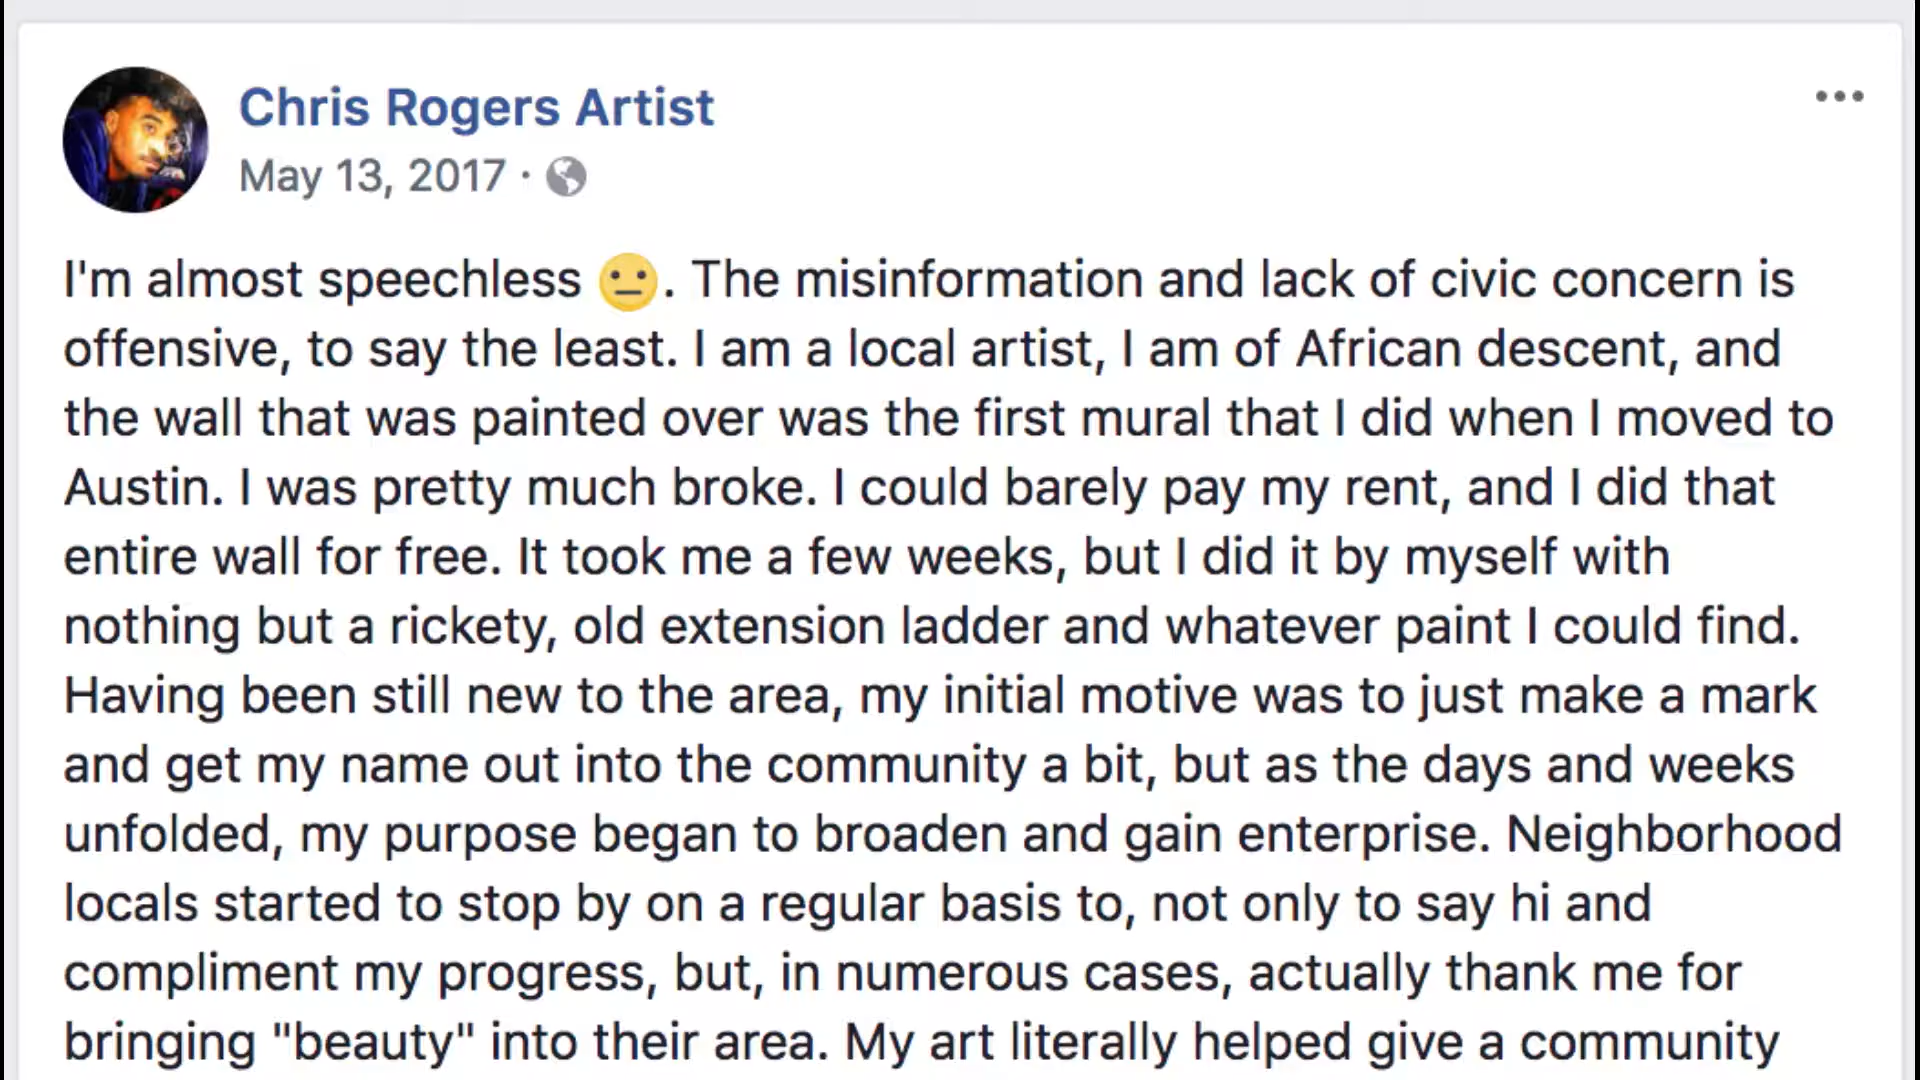 Chris Rogers Artist
May 13, 2017 ·
I'm almost speechless 😐. The misinformation and lack of civic concern is
offensive, to say the least. I am a local artist, I am of African descent, and
the wall that was painted over was the first mural that I did when I moved to
Austin. I was pretty much broke. I could barely pay my rent, and I did that
entire wall for free. It took me a few weeks, but I did it by myself with
nothing but a rickety, old extension ladder and whatever paint I could find.
Having been still new to the area, my initial motive was to just make a mark
and get my name out into the community a bit, but as the days and weeks
unfolded, my purpose began to broaden and gain enterprise. Neighborhood
locals started to stop by on a regular basis to, not only to say hi and
compliment my progress, but, in numerous cases, actually thank me for
bringing "beauty" into their area. My art literally helped give a community